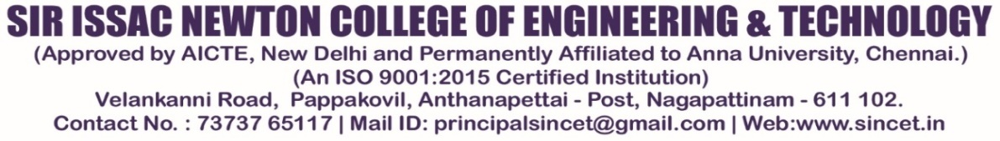 SIR ISSAC NEWTON COLLEGE OF ENGINEERING & TECHNOLOGY
(Approved by AICTE, New Delhi and Permanently Affiliated to Anna University, Chennai.)
(An ISO 9001:2015 Certified Institution)
Velankanni Road, Pappakovil, Anthanapettai - Post, Nagapattinam - 611 102.
Contact No. : 73737 65117 | Mail ID: principalsincet@gmail.com | Web:www.sincet.in